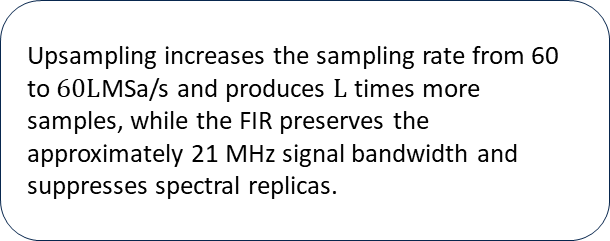 Upsampling increases the sampling rate from 60
to 60LMSa/s and produces L times more
samples, while the FIR preserves the
approximately 21 MHz signal bandwidth and
suppresses spectral replicas.